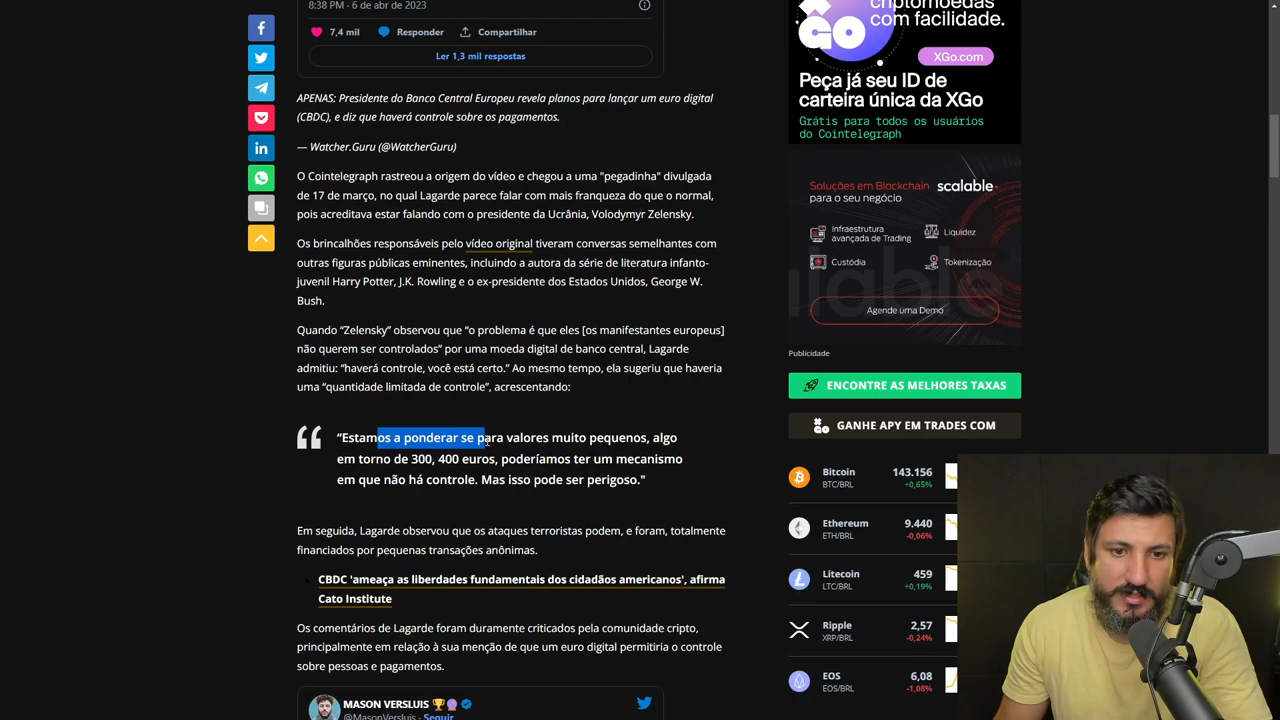 8:38 PM · 6 de abr de 2023
7,4 mil
Responder
Compartilhar
Ler 1,3 mil respostas
APENAS: Presidente do Banco Central Europeu revela planos para lançar um euro digital
(CBDC), e diz que haverá controle sobre os pagamentos.
— Watcher.Guru (@WatcherGuru)
O Cointelegraph rastreou a origem do vídeo e chegou a uma "pegadinha" divulgada
de 17 de março, no qual Lagarde parece falar com mais franqueza do que o normal,
pois acreditava estar falando com o presidente da Ucrânia, Volodymyr Zelensky.
Os brincalhões responsáveis pelo vídeo original tiveram conversas semelhantes com
outras figuras públicas eminentes, incluindo a autora da série de literatura infanto-
juvenil Harry Potter, J.K. Rowling e o ex-presidente dos Estados Unidos, George W.
Bush.
Quando “Zelensky” observou que “o problema é que eles [os manifestantes europeus]
não querem ser controlados” por uma moeda digital de banco central, Lagarde
admitiu: “haverá controle, você está certo.” Ao mesmo tempo, ela sugeriu que haveria
uma “quantidade limitada de controle”, acrescentando:
“Estamos a ponderar se para valores muito pequenos, algo
em torno de 300, 400 euros, poderíamos ter um mecanismo
em que não há controle. Mas isso pode ser perigoso."
Em seguida, Lagarde observou que os ataques terroristas podem, e foram, totalmente
financiados por pequenas transações anônimas.
CBDC 'ameaça as liberdades fundamentais dos cidadãos americanos', afirma
Cato Institute
Os comentários de Lagarde foram duramente criticados pela comunidade cripto,
principalmente em relação à sua menção de que um euro digital permitiria o controle
sobre pessoas e pagamentos.
MASON VERSLUIS
@MasonVersluis · Seguir
criptomoedas
com facilidade.
XGo.com
Peça já seu ID de
carteira única da XGo
Grátis para todos os usuários
do Cointelegraph
Soluções em Blockchain
para o seu negócio
scalable
Infraestrutura
avançada de Trading
Liquidez
Custódia
Tokenização
Agende uma Demo
Publicidade
ENCONTRE AS MELHORES TAXAS
GANHE APY EM TRADES COM
Bitcoin 143.156
BTC/BRL +0,65%
Ethereum 9.440
ETH/BRL -0,06%
Litecoin 459
LTC/BRL +0,19%
Ripple 2,57
XRP/BRL -0,24%
EOS 6,08
EOS/BRL -1,08%